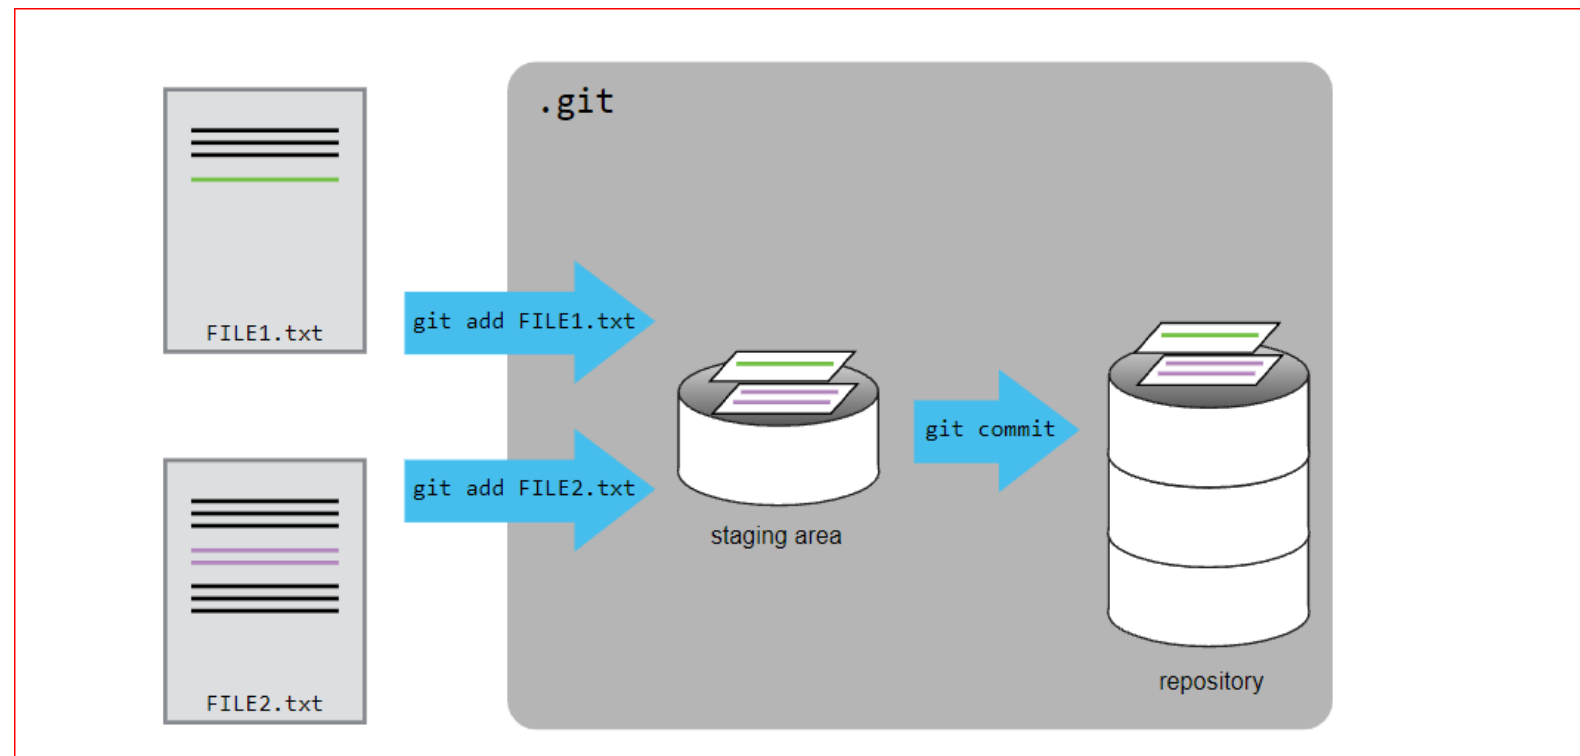 .git
FILE1.txt
git add FILE1.txt
git add FILE2.txt
git commit
staging area
repository
FILE2.txt